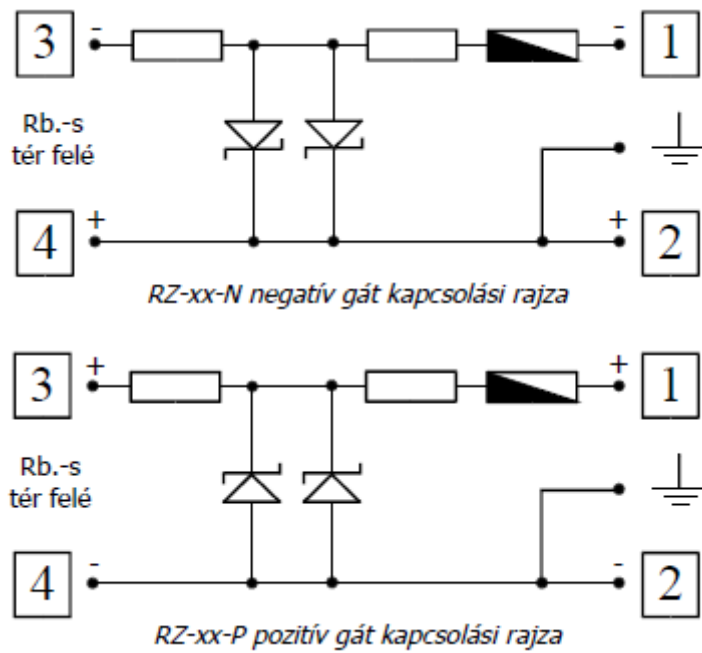 3 - - 1
Rb.-s
tér felé
4 + + 2
RZ-xx-N negatív gát kapcsolási rajza
3 + + 1
Rb.-s
tér felé
4 - - 2
RZ-xx-P pozitív gát kapcsolási rajza